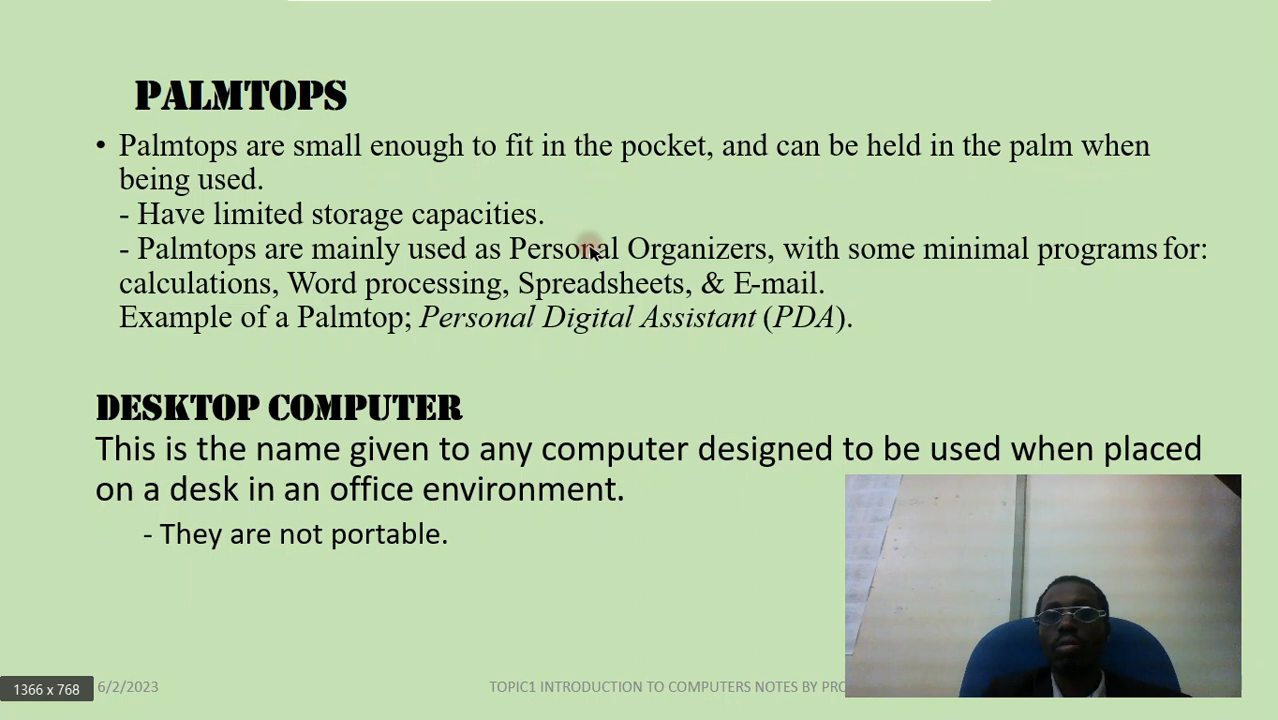 PALMTOPS
• Palmtops are small enough to fit in the pocket, and can be held in the palm when
being used.
- Have limited storage capacities.
- Palmtops are mainly used as Personal Organizers, with some minimal programs for:
calculations, Word processing, Spreadsheets, & E-mail.
Example of a Palmtop; Personal Digital Assistant (PDA).
DESKTOP COMPUTER
This is the name given to any computer designed to be used when placed
on a desk in an office environment.
- They are not portable.
1366 x 768
6/2/2023
TOPIC1 INTRODUCTION TO COMPUTERS NOTES BY